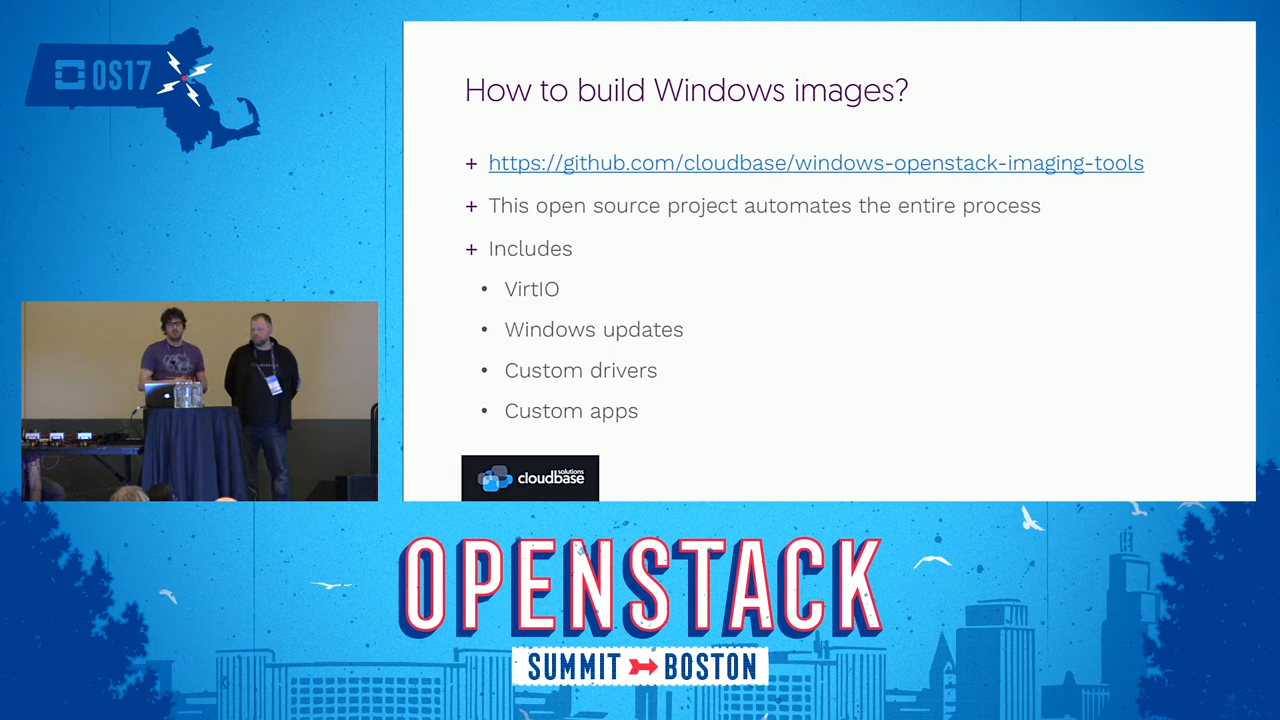 OS17
How to build Windows images?
+ https://github.com/cloudbase/windows-openstack-imaging-tools
+ This open source project automates the entire process
+ Includes
• VirtIO
• Windows updates
• Custom drivers
• Custom apps
cloudbase solutions
OPENSTACK
SUMMIT BOSTON